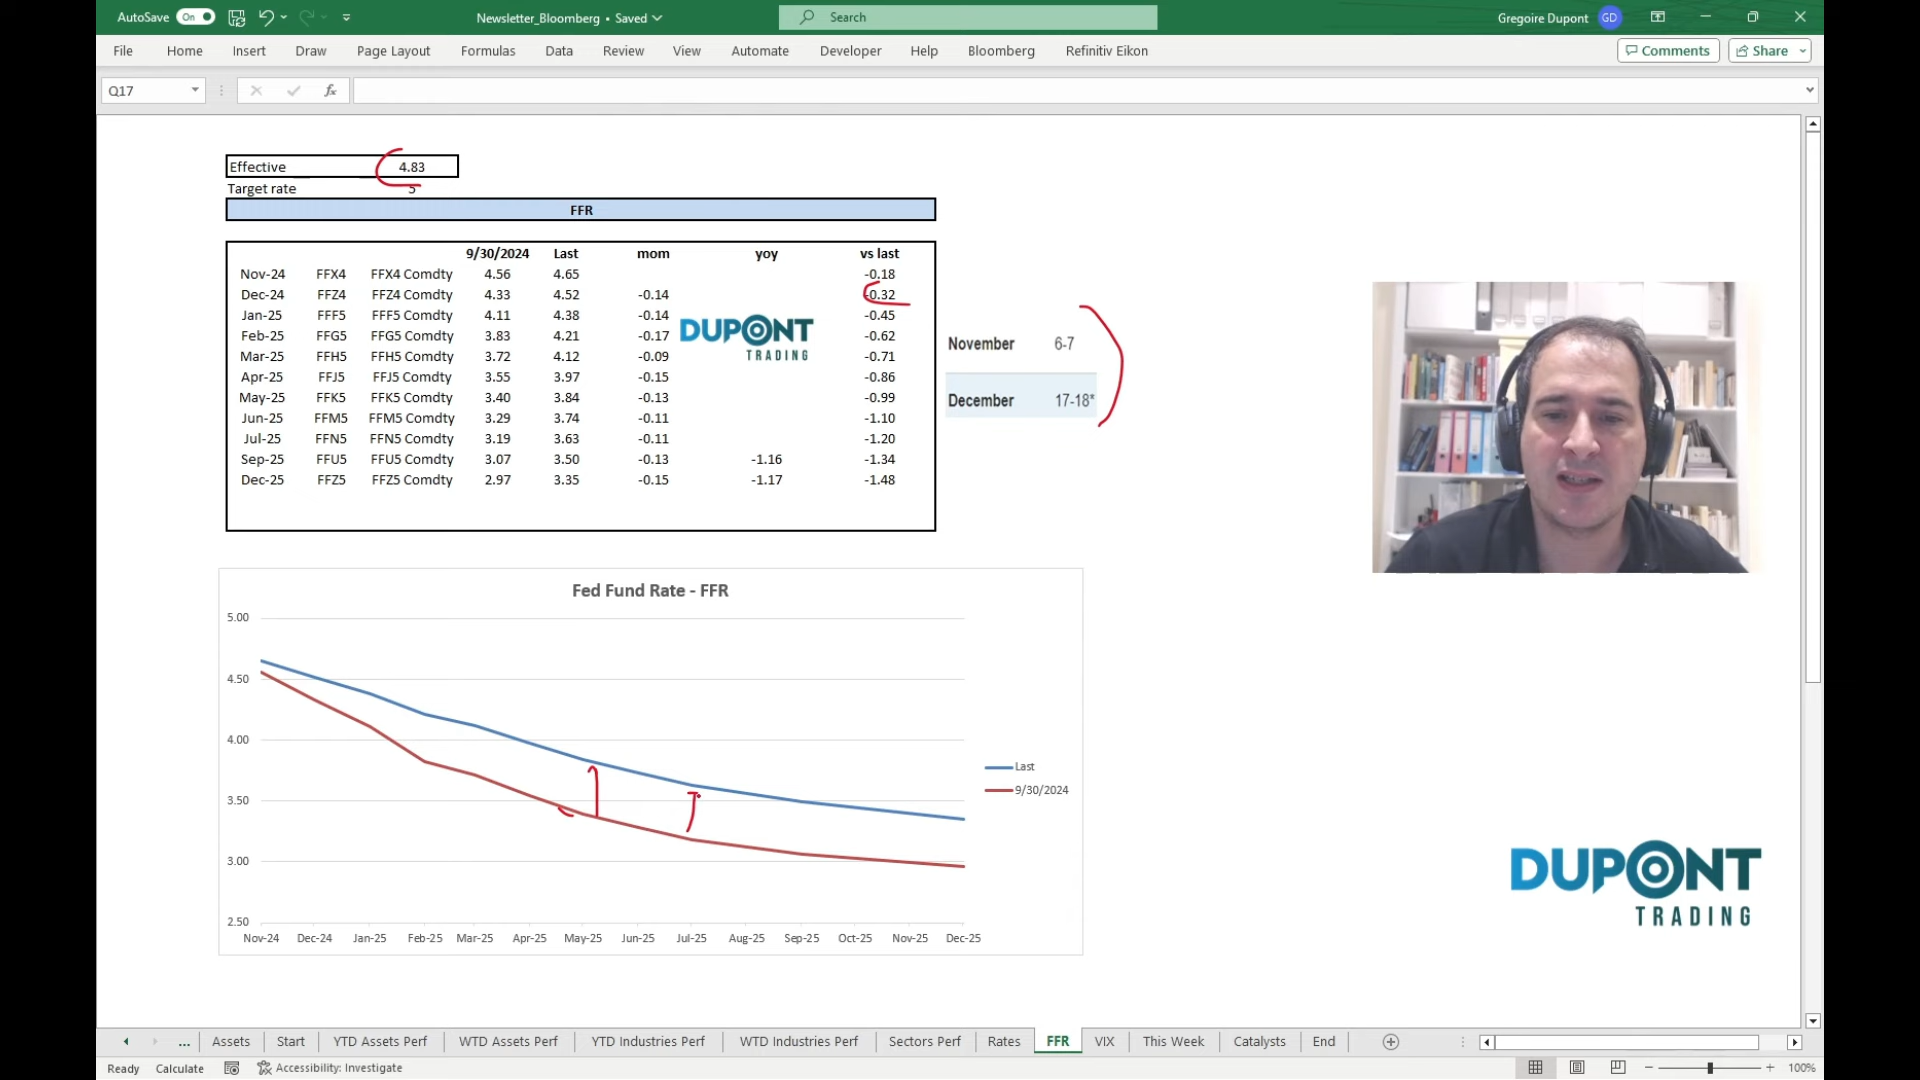 AutoSave On Newsletter_Bloomberg • Saved Search Gregoire Dupont GD
File Home Insert Draw Page Layout Formulas Data Review View Automate Developer Help Bloomberg Refinitiv Eikon Comments Share
Q17 fx
Effective 4.83
Target rate 5
FFR
9/30/2024 Last mom yoy vs last
Nov-24 FFX4 FFX4 Comdty 4.56 4.65 -0.18
Dec-24 FFZ4 FFZ4 Comdty 4.33 4.52 -0.14 -0.32
Jan-25 FFF5 FFF5 Comdty 4.11 4.38 -0.14 -0.45
Feb-25 FFG5 FFG5 Comdty 3.83 4.21 -0.17 -0.62
Mar-25 FFH5 FFH5 Comdty 3.72 4.12 -0.09 -0.71
Apr-25 FFJ5 FFJ5 Comdty 3.55 3.97 -0.15 -0.86
May-25 FFK5 FFK5 Comdty 3.40 3.84 -0.13 -0.99
Jun-25 FFM5 FFM5 Comdty 3.29 3.74 -0.11 -1.10
Jul-25 FFN5 FFN5 Comdty 3.19 3.63 -0.11 -1.20
Sep-25 FFU5 FFU5 Comdty 3.07 3.50 -0.13 -1.16 -1.34
Dec-25 FFZ5 FFZ5 Comdty 2.97 3.35 -0.15 -1.17 -1.48
DUPONT
TRADING
November 6-7
December 17-18*
Fed Fund Rate - FFR
5.00
4.50
4.00
3.50
3.00
2.50
Nov-24 Dec-24 Jan-25 Feb-25 Mar-25 Apr-25 May-25 Jun-25 Jul-25 Aug-25 Sep-25 Oct-25 Nov-25 Dec-25
Last
9/30/2024
DUPONT
TRADING
... Assets Start YTD Assets Perf WTD Assets Perf YTD Industries Perf WTD Industries Perf Sectors Perf Rates FFR VIX This Week Catalysts End
Ready Calculate Accessibility: Investigate 100%